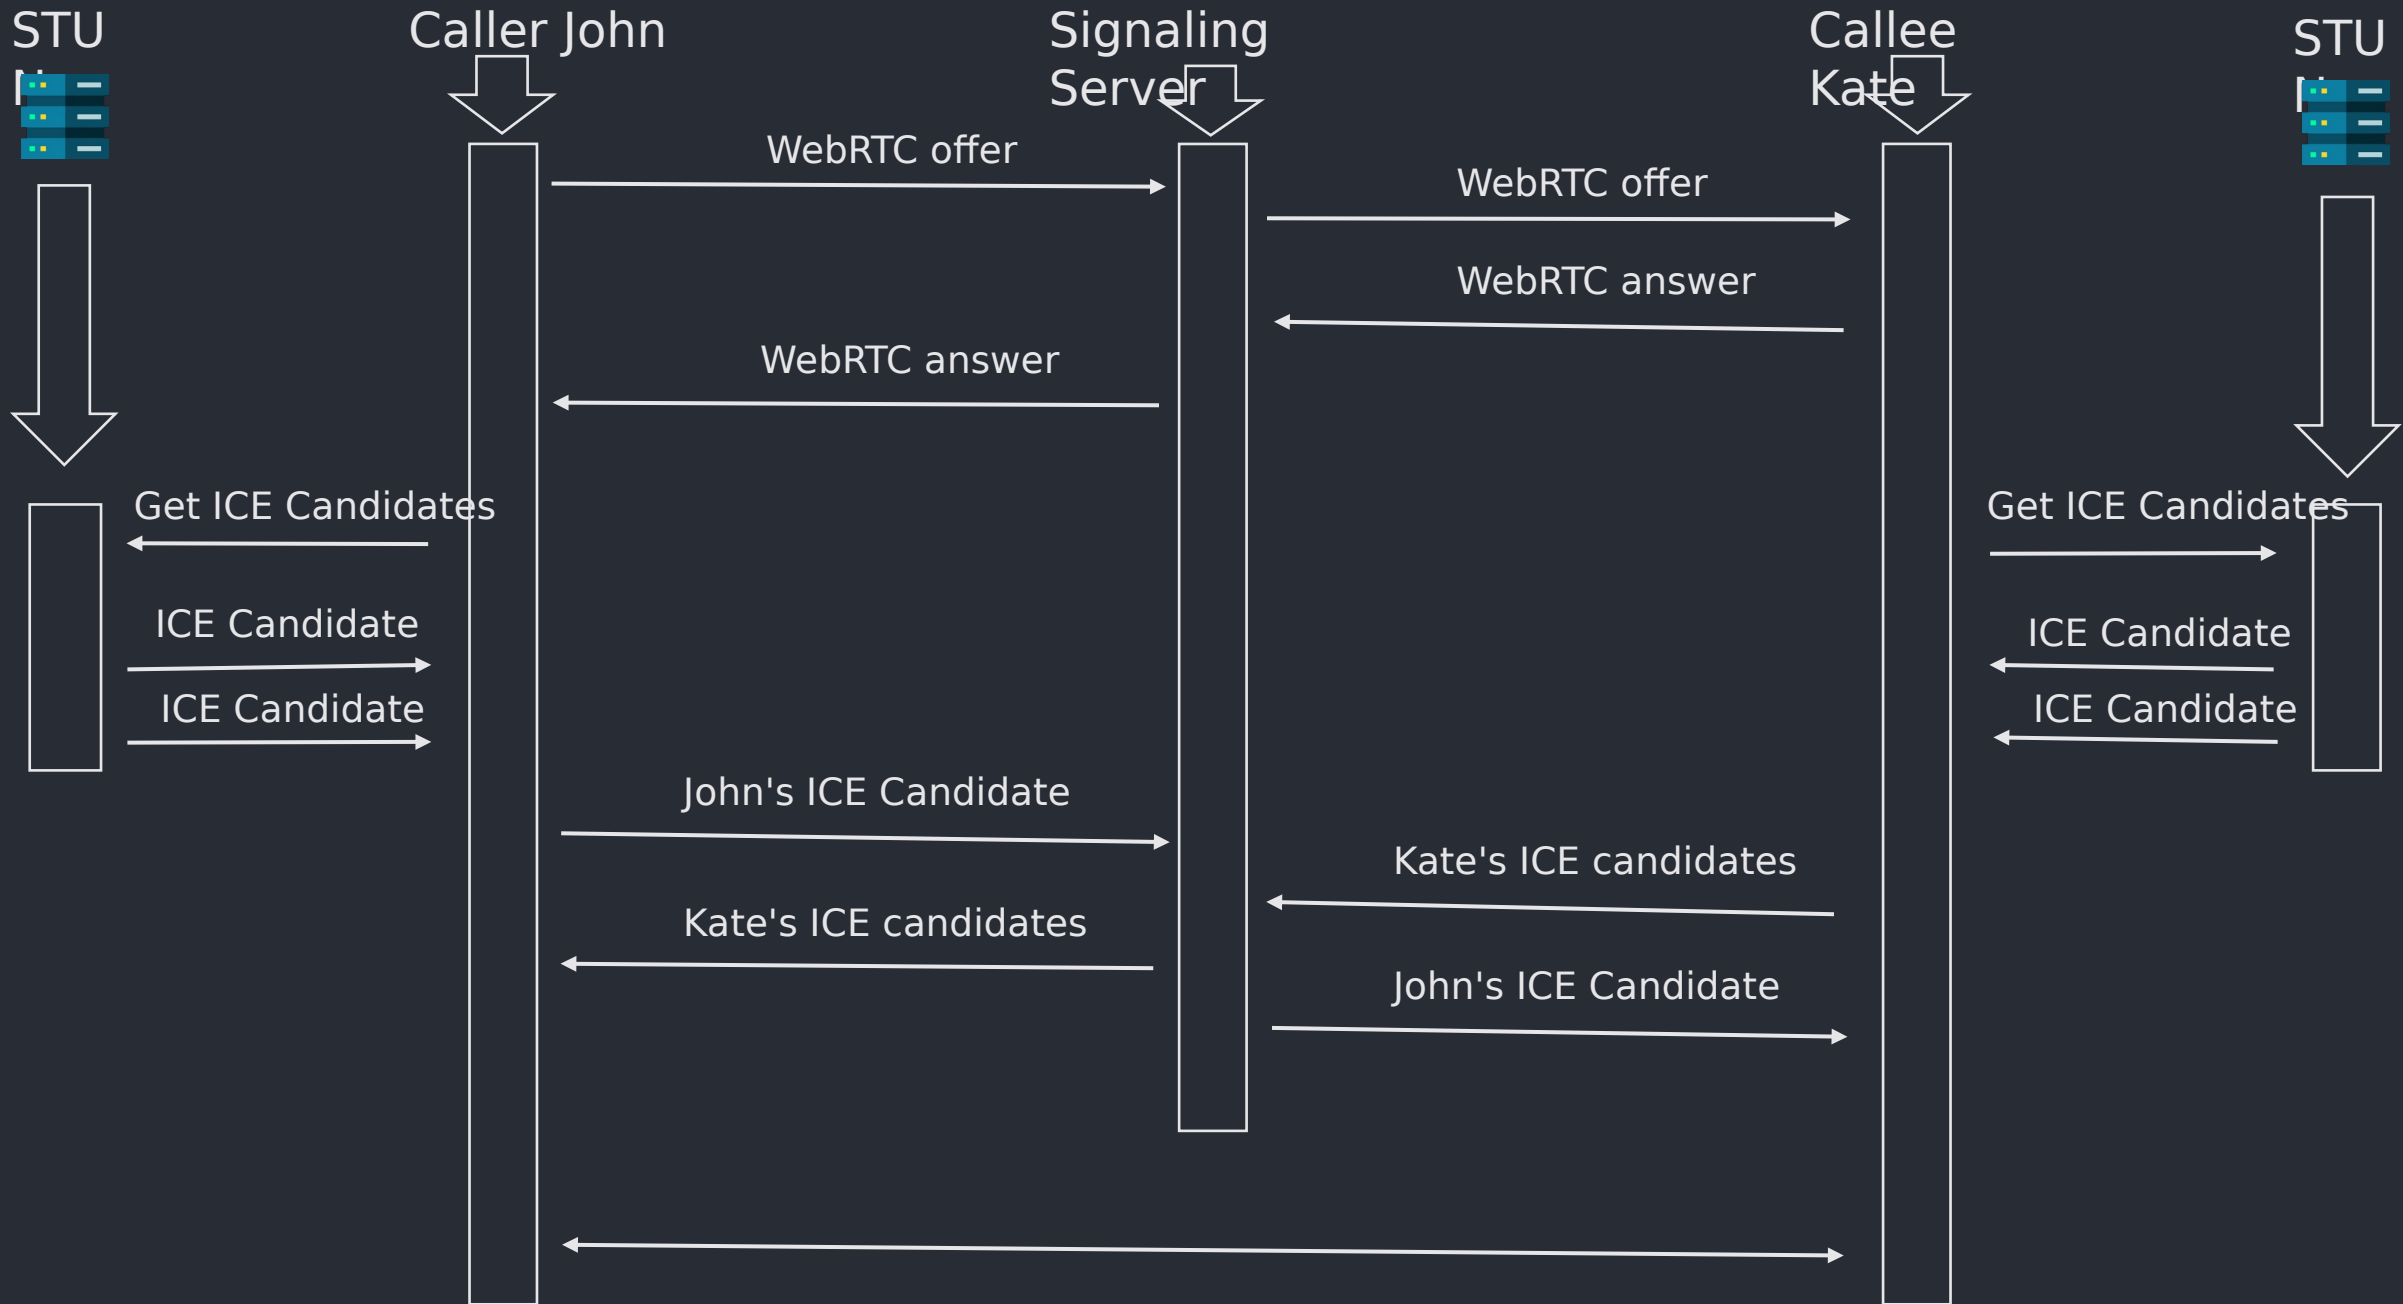 STU
N
Caller John
Signaling
Server
Callee
Kate
STU
N
WebRTC offer
WebRTC offer
WebRTC answer
WebRTC answer
Get ICE Candidates
Get ICE Candidates
ICE Candidate
ICE Candidate
ICE Candidate
ICE Candidate
John's ICE Candidate
Kate's ICE candidates
Kate's ICE candidates
John's ICE Candidate